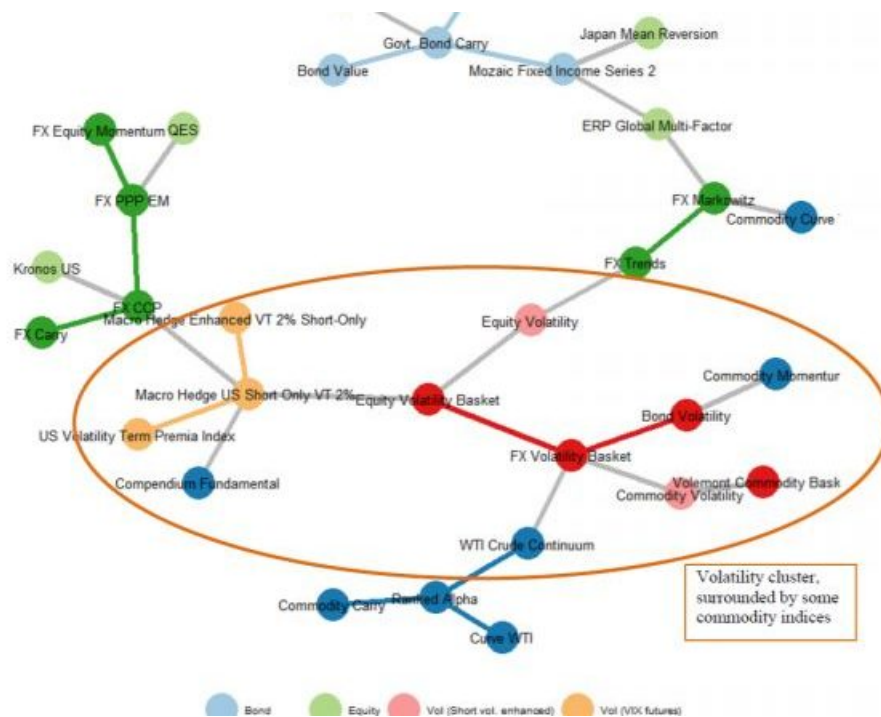 Japan Mean Reversion
Govt. Bond Carry
Bond Value
Mozaic Fixed Income Series 2
FX Equity Momentum
QES
ERP Global Multi-Factor
FX PPP EM
FX Markowitz
Commodity Curve
Kronos US
FX Trends
FX CCP
Macro Hedge Enhanced VT 2% Short-Only
FX Carry
Equity Volatility
Commodity Momentur
Macro Hedge US Short Only VT 2%
Equity Volatility Basket
Bond Volatility
US Volatility Term Premia Index
FX Volatility Basket
Compendium Fundamental
Volemont Commodity Bask
Commodity Volatility
WTI Crude Continuum
Volatility cluster,
surrounded by some
commodity indices
Commodity Carry
Ranked Alpha
Curve WTI
Bond
Equity
Vol (Short vol. enhanced)
Vol (VIX futures)